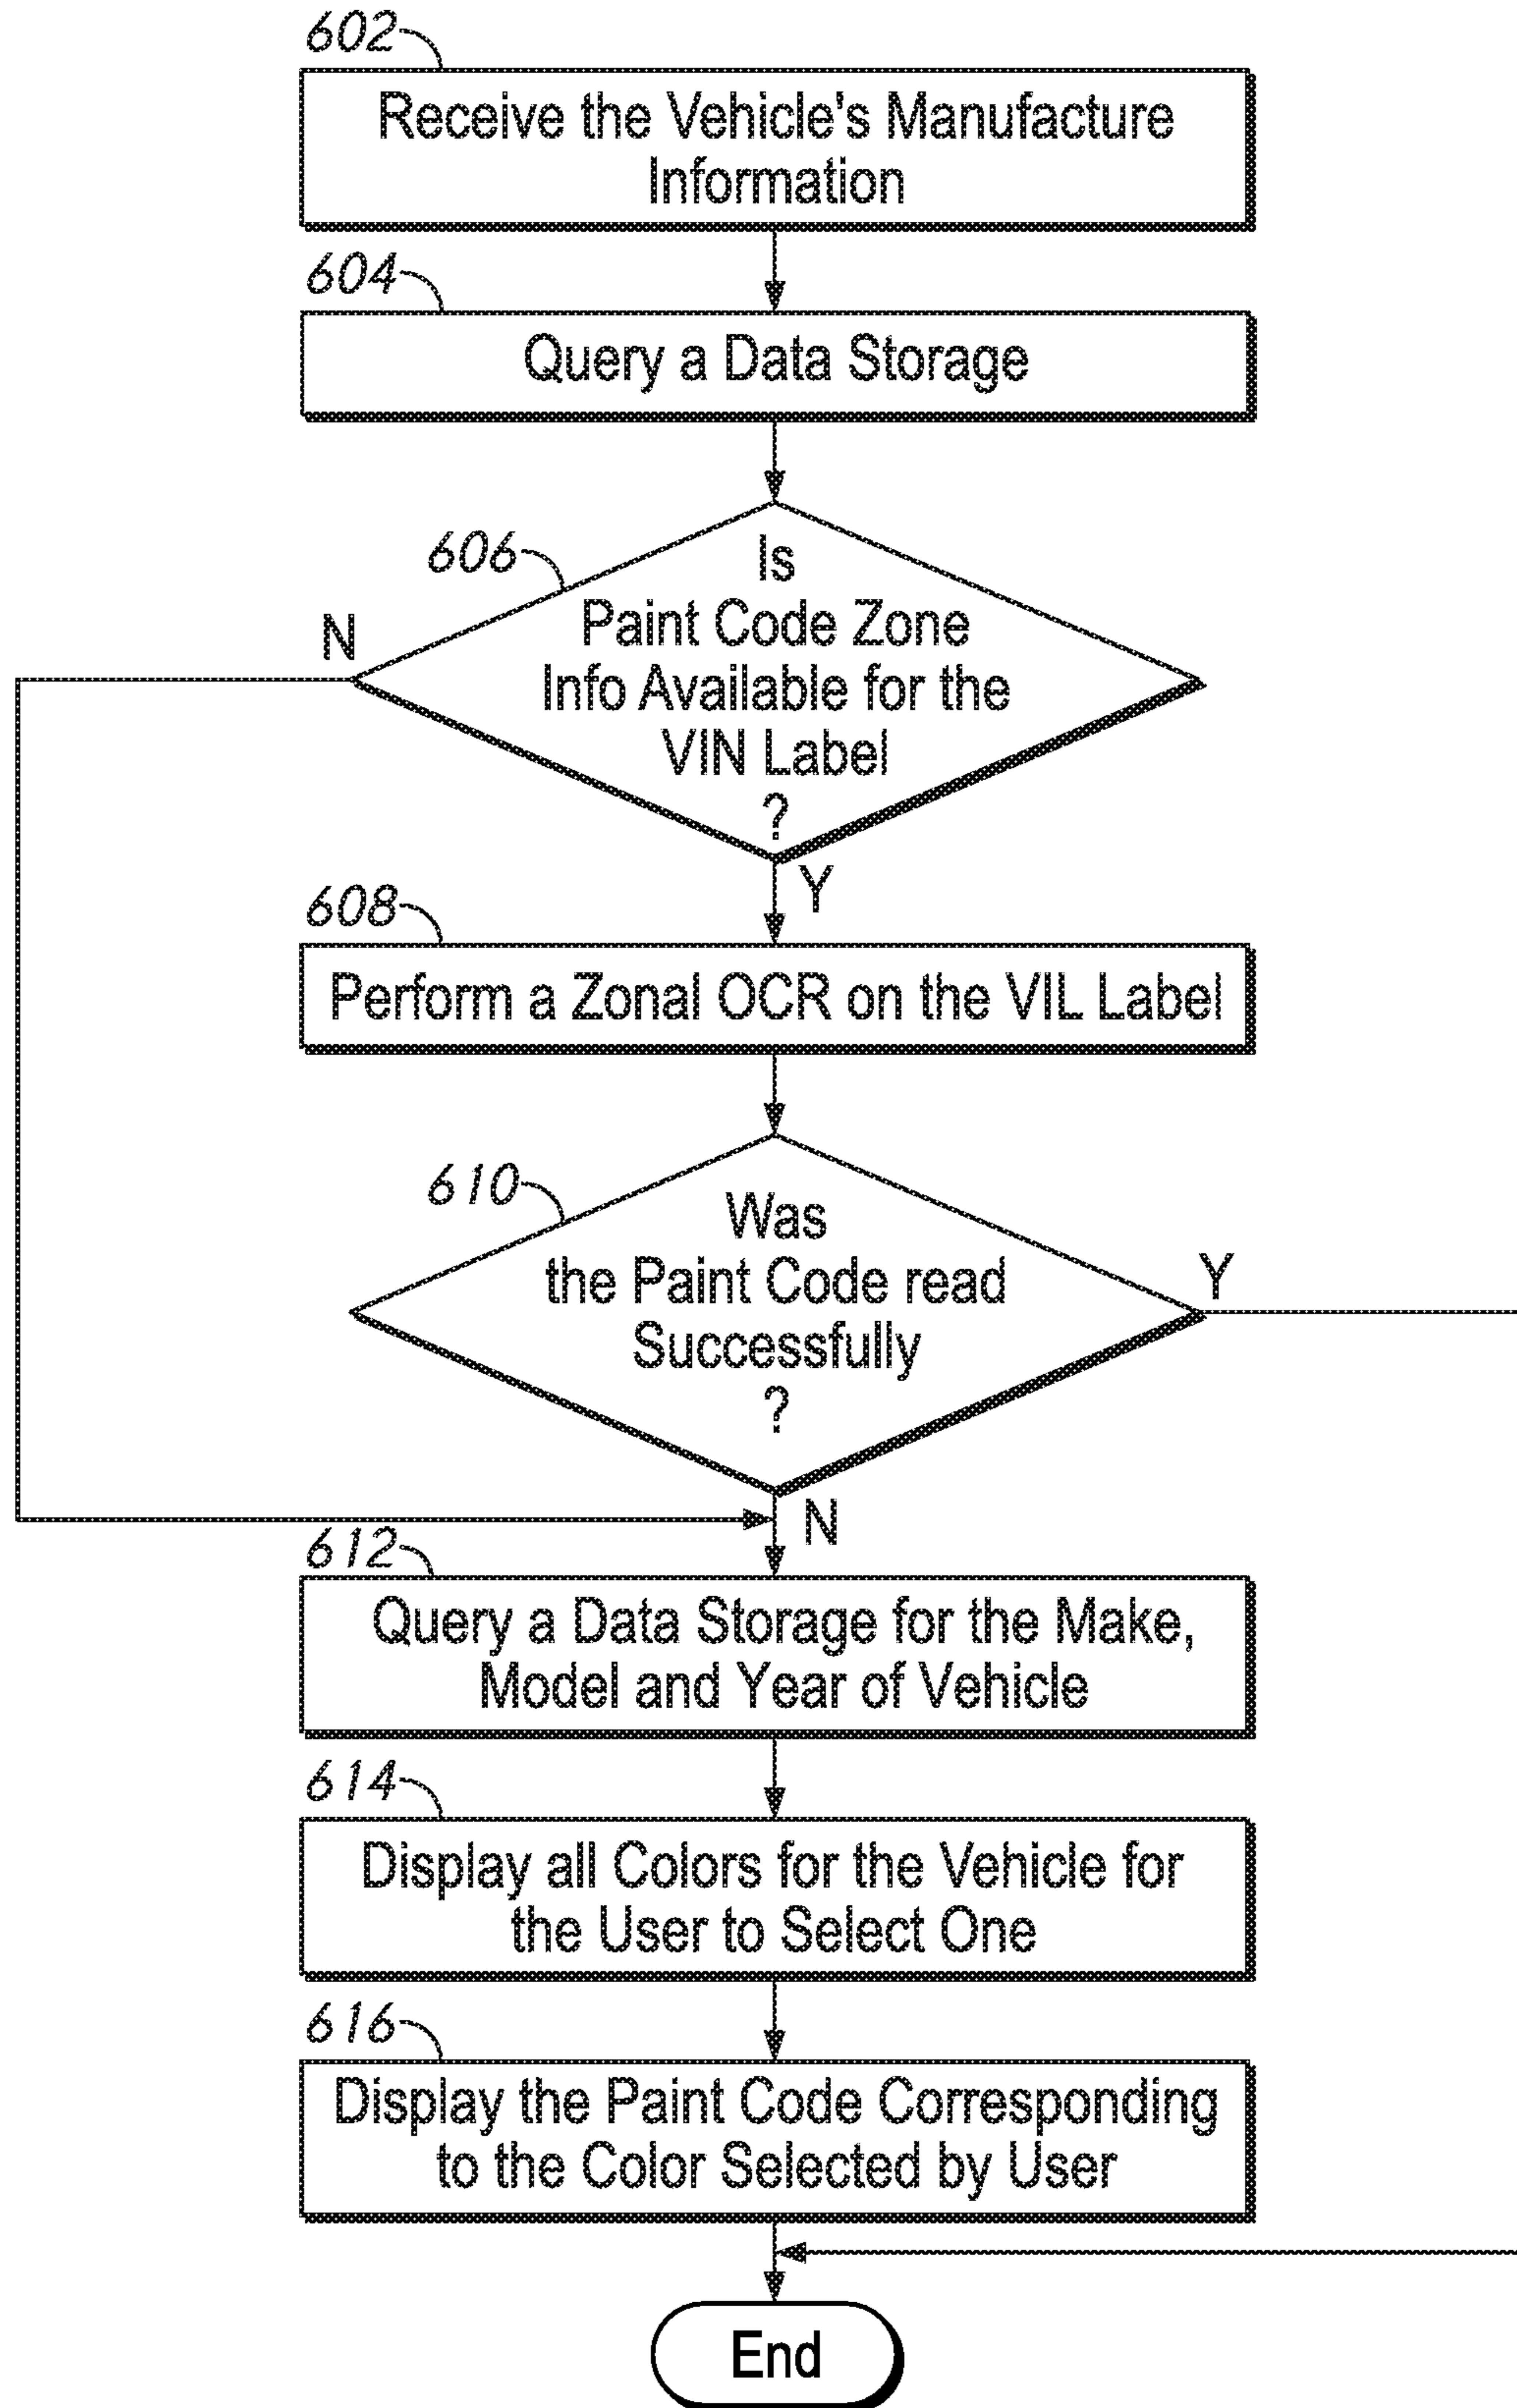 602
Receive the Vehicle's Manufacture
Information
604
Query a Data Storage
606
Is
Paint Code Zone
Info Available for the
VIN Label
?
N
Y
608
Perform a Zonal OCR on the VIL Label
610
Was
the Paint Code read
Successfully
?
Y
N
612
Query a Data Storage for the Make,
Model and Year of Vehicle
614
Display all Colors for the Vehicle for
the User to Select One
616
Display the Paint Code Corresponding
to the Color Selected by User
End